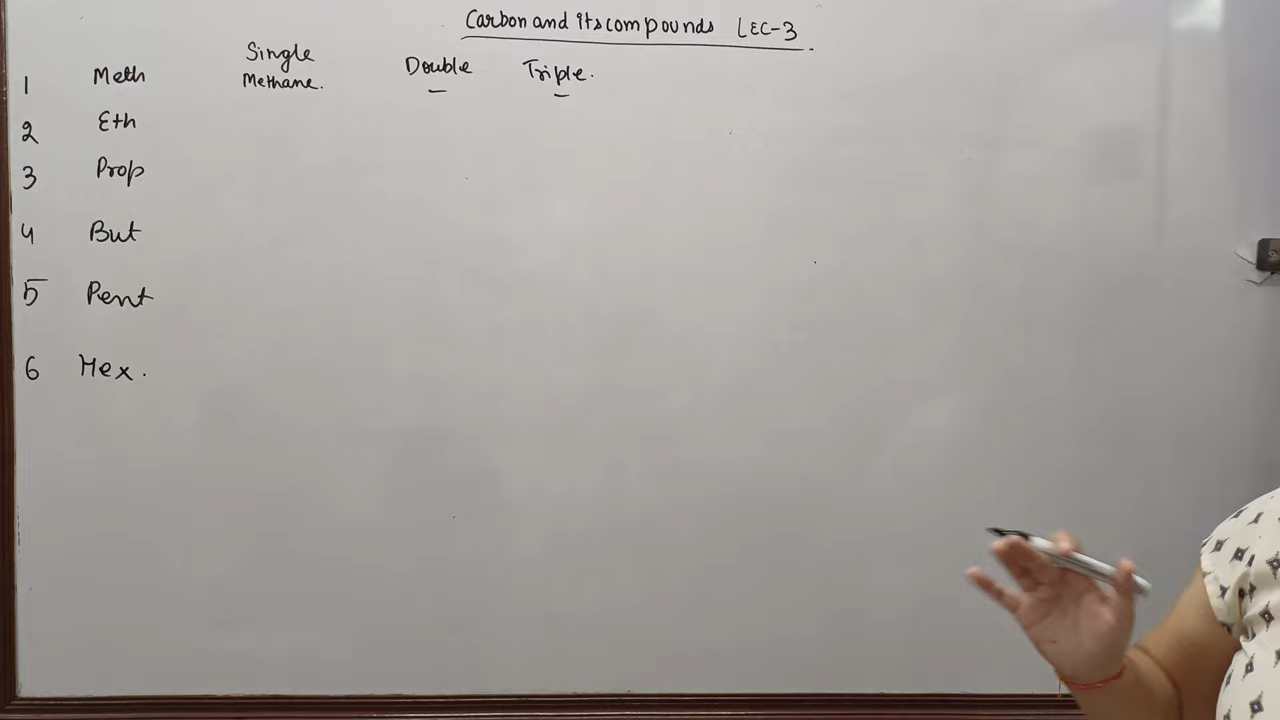 Carbon and its compounds LEC-3
Single Double Triple.
1 Meth Methane. - -
2 Eth
3 Prop
4 But
5 Pent
6 Hex.